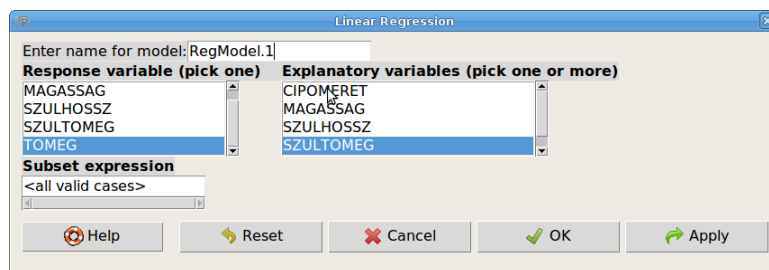 Linear Regression
Enter name for model: RegModel.1
Response variable (pick one) Explanatory variables (pick one or more)
MAGASSAG CIPOMERET
SZULHOSSZ MAGASSAG
SZULTOMEG SZULHOSSZ
TOMEG SZULTOMEG
Subset expression
<all valid cases>
Help Reset Cancel OK Apply